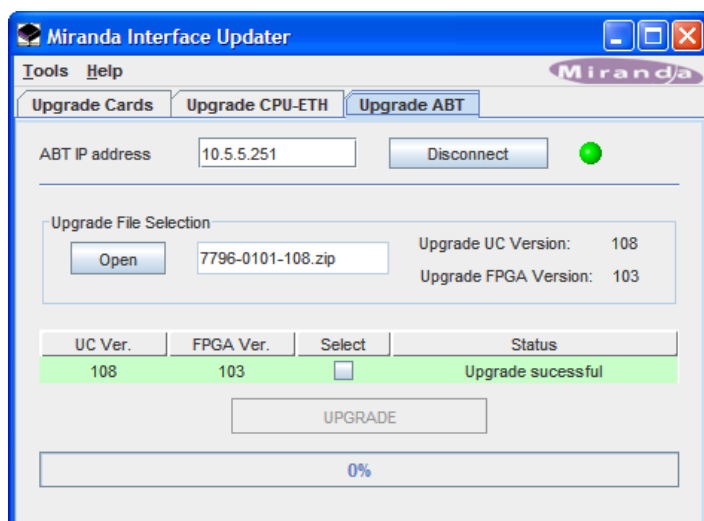 Miranda Interface Updater
Tools Help
Miranda
Upgrade Cards Upgrade CPU-ETH Upgrade ABT
ABT IP address 10.5.5.251 Disconnect
Upgrade File Selection
Open 7796-0101-108.zip
Upgrade UC Version: 108
Upgrade FPGA Version: 103
UC Ver. FPGA Ver. Select Status
108 103 Upgrade sucessful
UPGRADE
0%